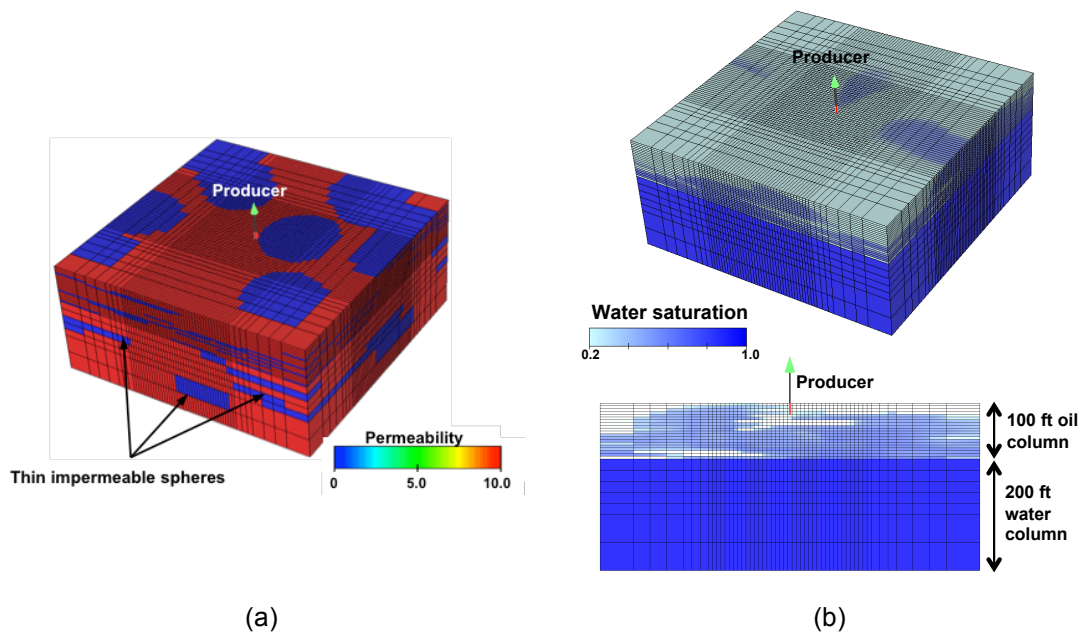 Producer
Thin impermeable spheres
Permeability
0
5.0
10.0
(a)
Producer
Water saturation
0.2
1.0
Producer
100 ft oil
column
200 ft
water
column
(b)